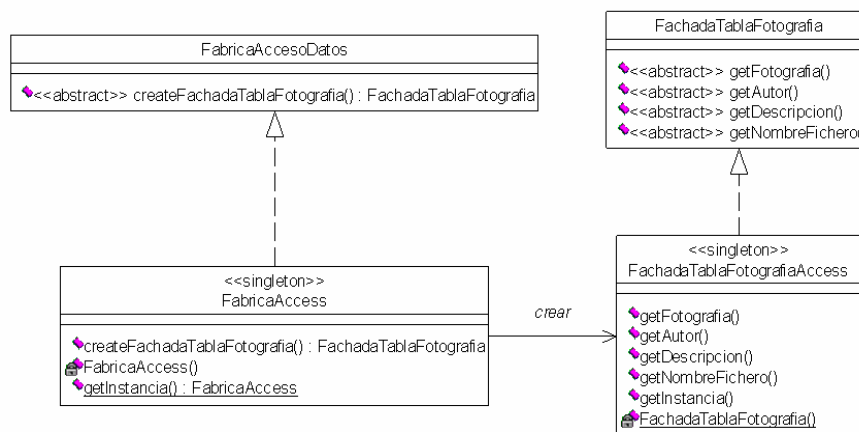 FabricaAccesoDatos
<<abstract>> createFachadaTablaFotografia() : FachadaTablaFotografia
FachadaTablaFotografia
<<abstract>> getFotografia()
<<abstract>> getAutor()
<<abstract>> getDescripcion()
<<abstract>> getNombreFichero(
<<singleton>>
FabricaAccess
createFachadaTablaFotografia() : FachadaTablaFotografia
FabricaAccess()
getInstancia() : FabricaAccess
crear
<<singleton>>
FachadaTablaFotografiaAccess
getFotografia()
getAutor()
getDescripcion()
getNombreFichero()
getInstancia()
FachadaTablaFotografia()